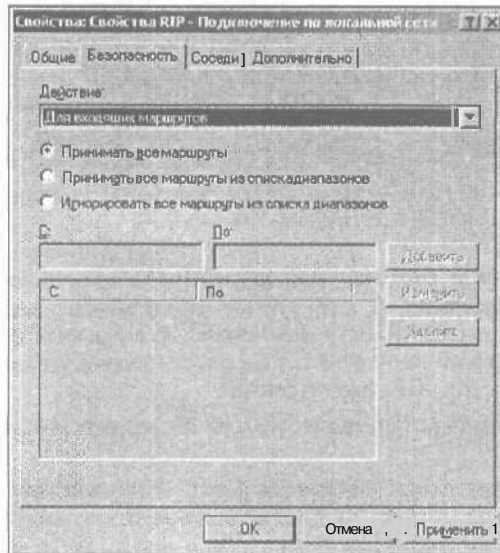 Свойства: Свойства RIP - Подключение по локальной сети
Общие Безопасность Соседи ] Дополнительно
Действие:
Для входящих маршрутов
Принимать все маршруты
Принимать все маршруты из списка диапазонов
Игнорировать все маршруты из списка диапазонов
С: По:
Добавить
С По
Изменить
Удалить
OK Отмена , . Применить 1